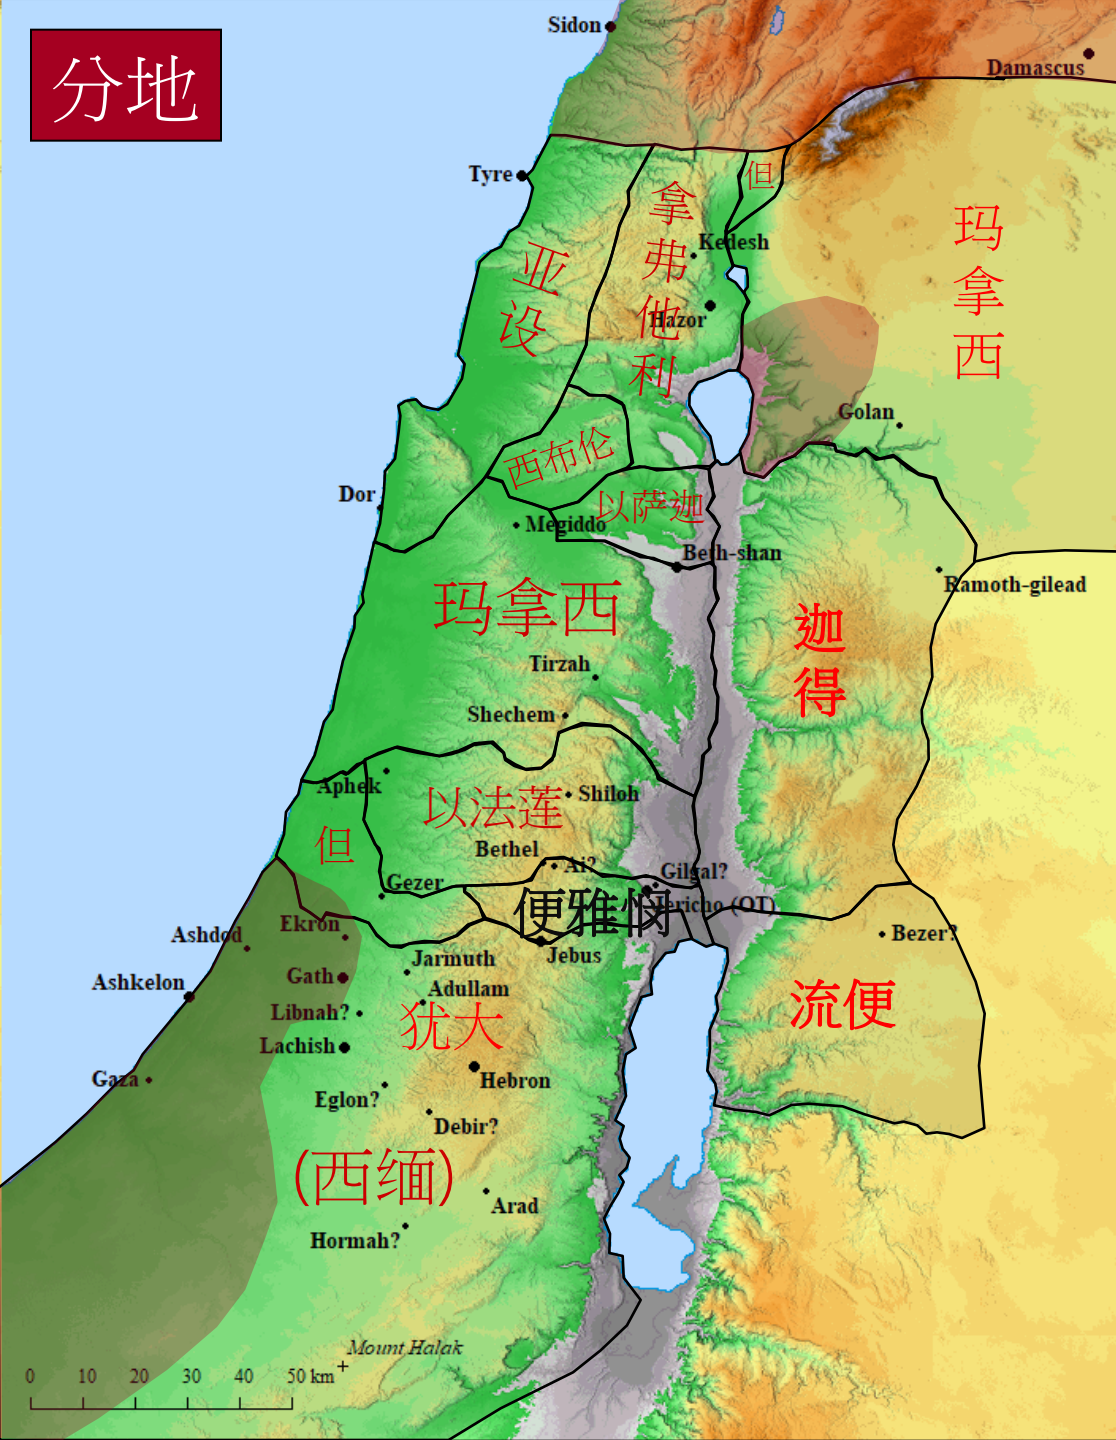 Sidon
分地
Damascus
Tyre
但
拿弗他利
Kedesh
玛拿西
亚设
Hazor
Golan
西布伦
Dor
以萨迦
Megiddo
Beth-shan
Ramoth-gilead
玛拿西
迦得
Tirzah
Shechem
Aphek
以法莲
Shiloh
但
Bethel
Ai?
Gilgal?
Gezer
便雅悯
Jericho (OT)
Ekron
Ashdod
Bezer?
Jebus
Jarmuth
Gath
Ashkelon
Adullam
流便
Libnah?
犹大
Lachish
Gaza
Hebron
Eglon?
Debir?
(西缅)
Arad
Hormah?
Mount Halak
0 10 20 30 40 50 km